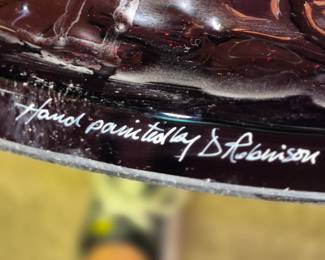 Hand painted by D Robinson